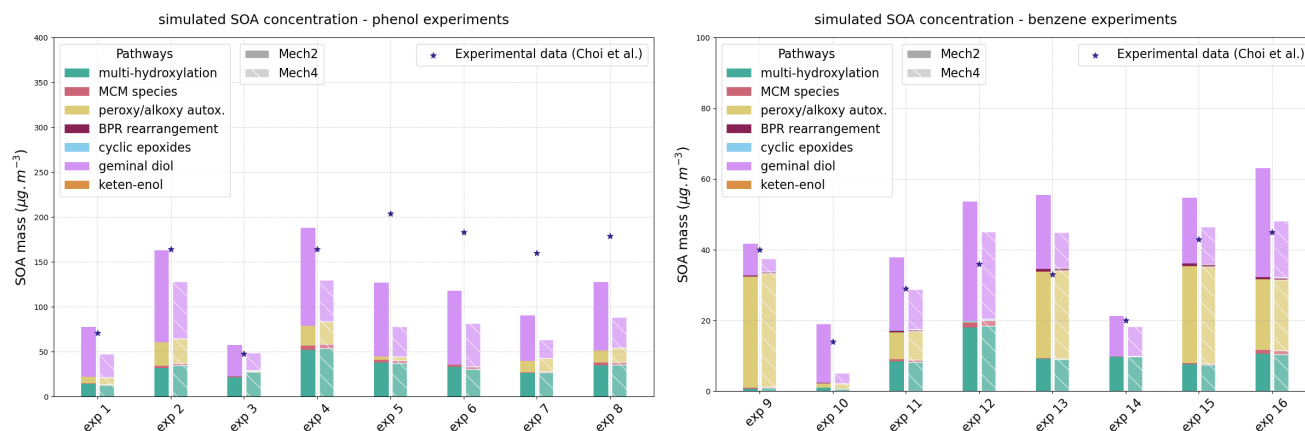 simulated SOA concentration - phenol experiments
SOA mass (μg. m⁻³)
400
350
300
250
200
150
100
50
0
Pathways
multi-hydroxylation
MCM species
peroxy/alkoxy autox.
BPR rearrangement
cyclic epoxides
geminal diol
keten-enol
Mech2
Mech4
Experimental data (Choi et al.)
exp 1
exp 2
exp 3
exp 4
exp 5
exp 6
exp 7
exp 8
simulated SOA concentration - benzene experiments
SOA mass (μg. m⁻³)
100
80
60
40
20
0
Pathways
multi-hydroxylation
MCM species
peroxy/alkoxy autox.
BPR rearrangement
cyclic epoxides
geminal diol
keten-enol
Mech2
Mech4
Experimental data (Choi et al.)
exp 9
exp 10
exp 11
exp 12
exp 13
exp 14
exp 15
exp 16